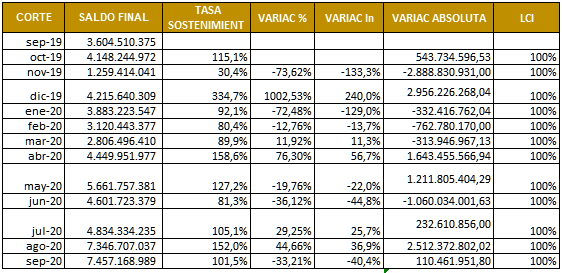 CORTE SALDO FINAL TASA SOSTENIMIENT VARIAC % VARIAC ln VARIAC ABSOLUTA LCI
sep-19 3.604.510.375
oct-19 4.148.244.972 115,1% 543.734.596,53 100%
nov-19 1.259.414.041 30,4% -73,62% -133,3% -2.888.830.931,00 100%
dic-19 4.215.640.309 334,7% 1002,53% 240,0% 2.956.226.268,04 100%
ene-20 3.883.223.547 92,1% -72,48% -129,0% -332.416.762,04 100%
feb-20 3.120.443.377 80,4% -12,76% -13,7% -762.780.170,00 100%
mar-20 2.806.496.410 89,9% 11,92% 11,3% -313.946.967,13 100%
abr-20 4.449.951.977 158,6% 76,30% 56,7% 1.643.455.566,94 100%
may-20 5.661.757.381 127,2% -19,76% -22,0% 1.211.805.404,29 100%
jun-20 4.601.723.379 81,3% -36,12% -44,8% -1.060.034.001,63 100%
jul-20 4.834.334.235 105,1% 29,25% 25,7% 232.610.856,00 100%
ago-20 7.346.707.037 152,0% 44,66% 36,9% 2.512.372.802,02 100%
sep-20 7.457.168.989 101,5% -33,21% -40,4% 110.461.951,80 100%